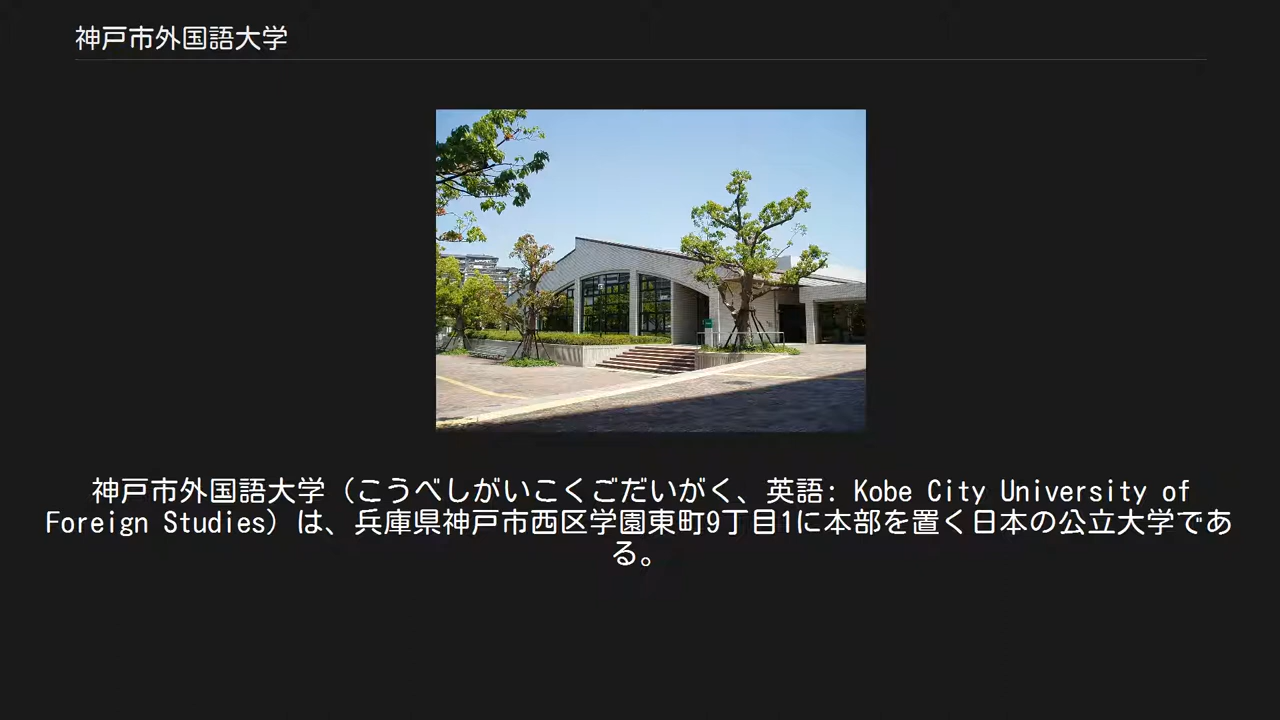 神戸市外国語大学
神戸市外国語大学（こうべしがいこくごだいがく、英語: Kobe City University of
Foreign Studies）は、兵庫県神戸市西区学園東町9丁目1に本部を置く日本の公立大学であ
る。